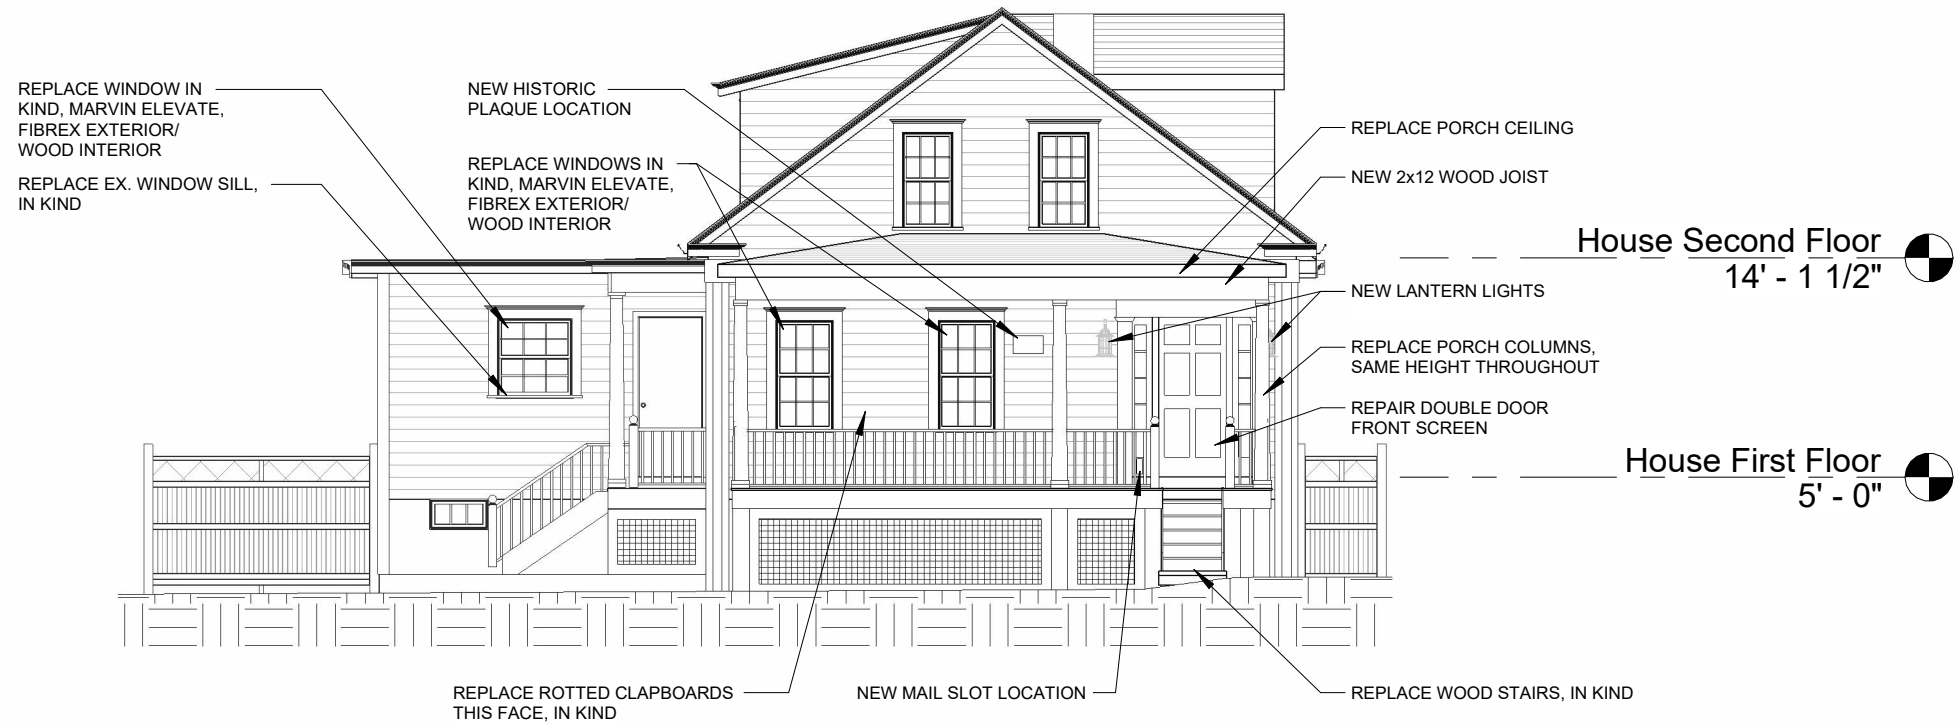 REPLACE WINDOW IN
KIND, MARVIN ELEVATE,
FIBREX EXTERIOR/
WOOD INTERIOR
REPLACE EX. WINDOW SILL,
IN KIND
NEW HISTORIC
PLAQUE LOCATION
REPLACE WINDOWS IN
KIND, MARVIN ELEVATE,
FIBREX EXTERIOR/
WOOD INTERIOR
REPLACE PORCH CEILING
NEW 2x12 WOOD JOIST
NEW LANTERN LIGHTS
REPLACE PORCH COLUMNS,
SAME HEIGHT THROUGHOUT
REPAIR DOUBLE DOOR
FRONT SCREEN
House Second Floor
14' - 1 1/2"
House First Floor
5' - 0"
REPLACE ROTTED CLAPBOARDS
THIS FACE, IN KIND
NEW MAIL SLOT LOCATION
REPLACE WOOD STAIRS, IN KIND